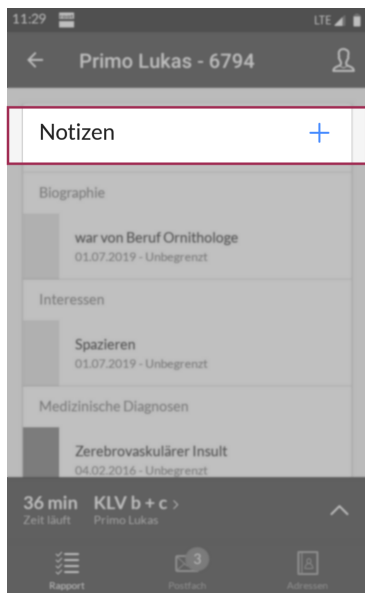 11:29
LTE
Primo Lukas - 6794
Notizen
Biographie
war von Beruf Ornithologe
01.07.2019 - Unbegrenzt
Interessen
Spazieren
01.07.2019 - Unbegrenzt
Medizinische Diagnosen
Zerebrovaskulärer Insult
04.02.2016 - Unbegrenzt
36 min KLV b + c >
Zeit läuft Primo Lukas
3
Rapport Postfach Adressen